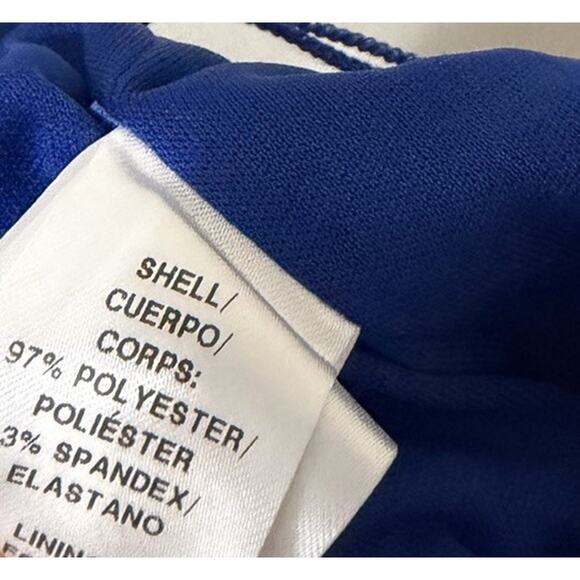 SHELL/
CUERPO/
CORPS:
97% POLYESTER/
POLIÉSTER
3% SPANDEX/
ELASTANO